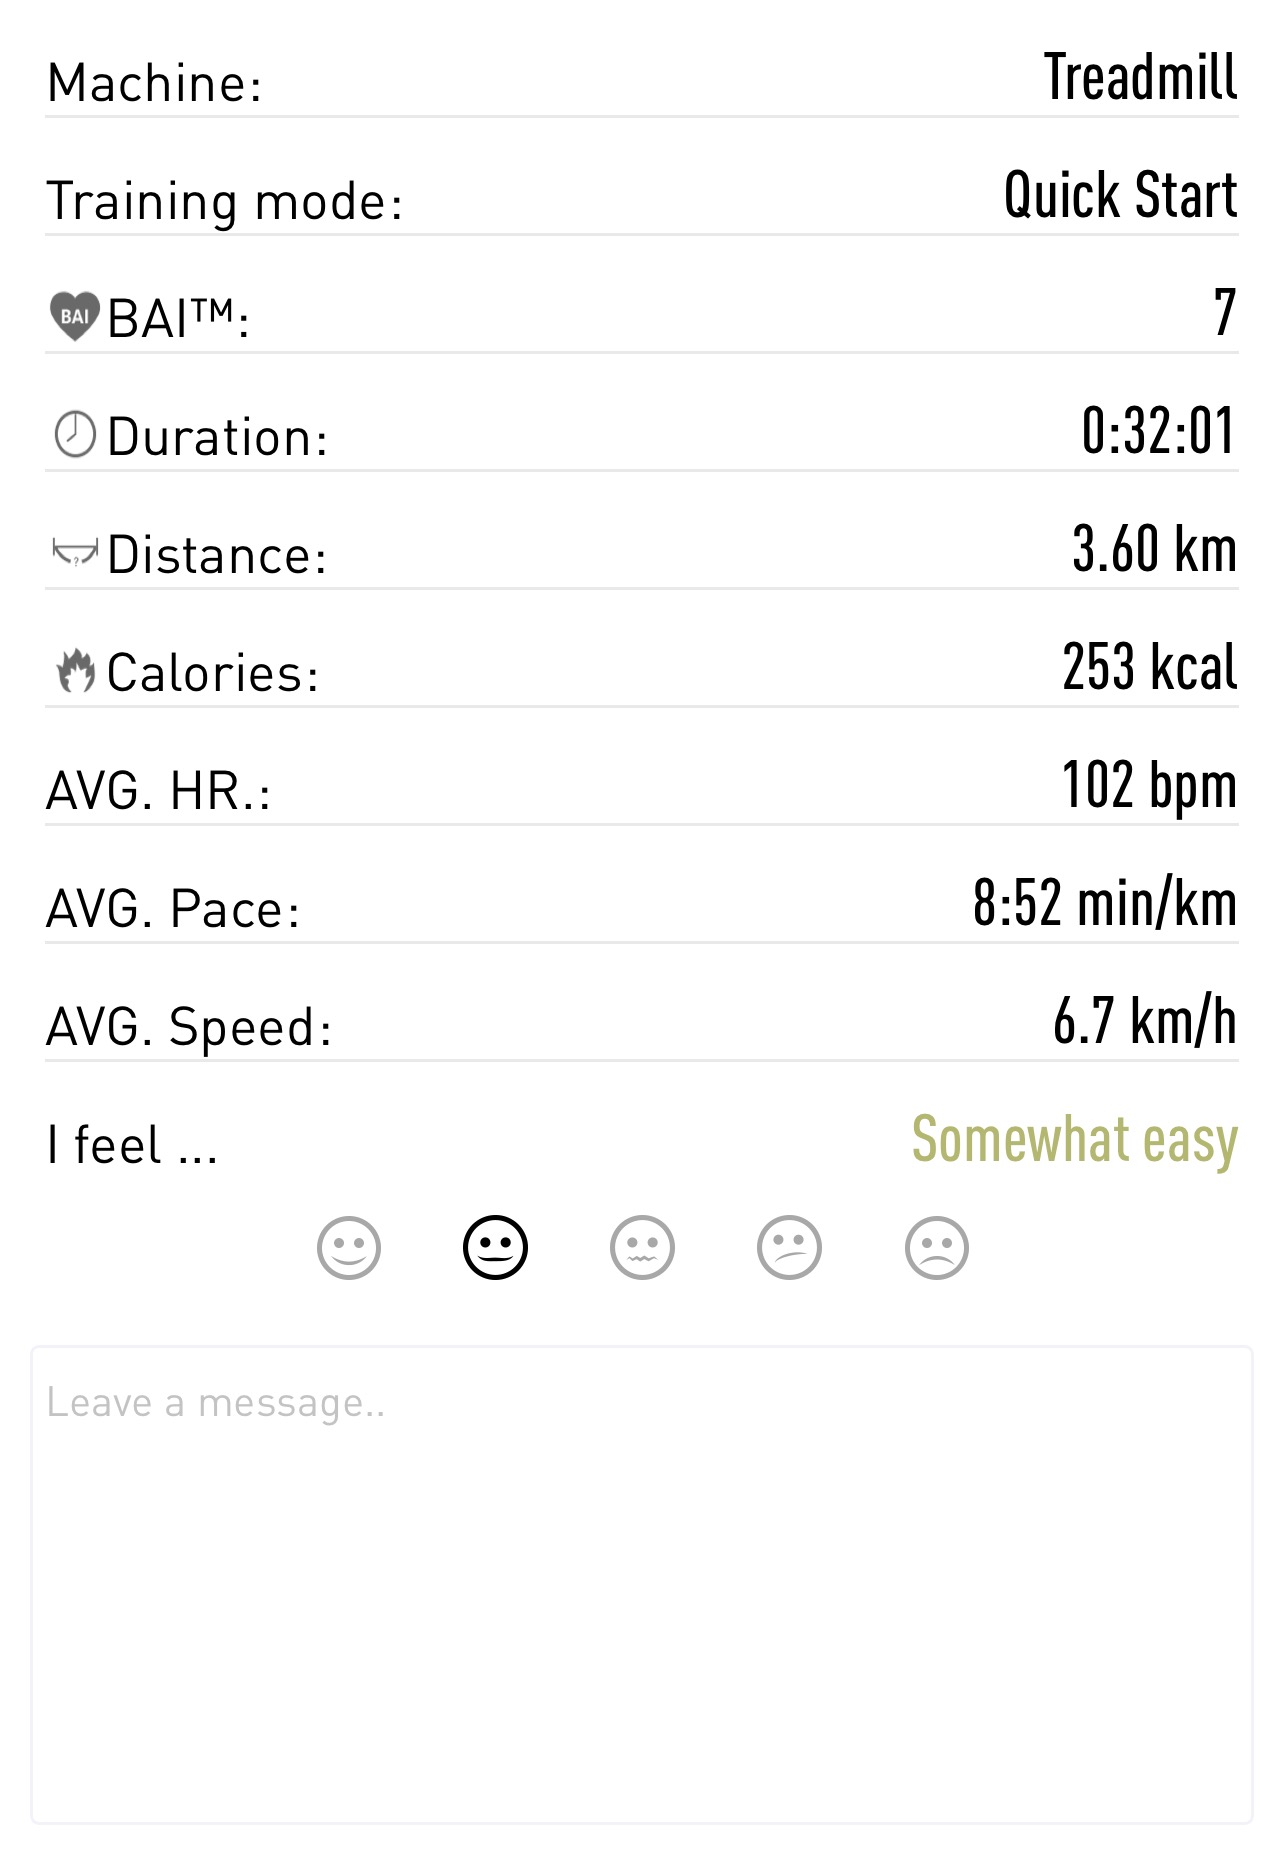 Machine: Treadmill
Training mode: Quick Start
BAI BAI™: 7
Duration: 0:32:01
? Distance: 3.60 km
Calories: 253 kcal
AVG. HR.: 102 bpm
AVG. Pace: 8:52 min/km
AVG. Speed: 6.7 km/h
I feel ... Somewhat easy
Leave a message..